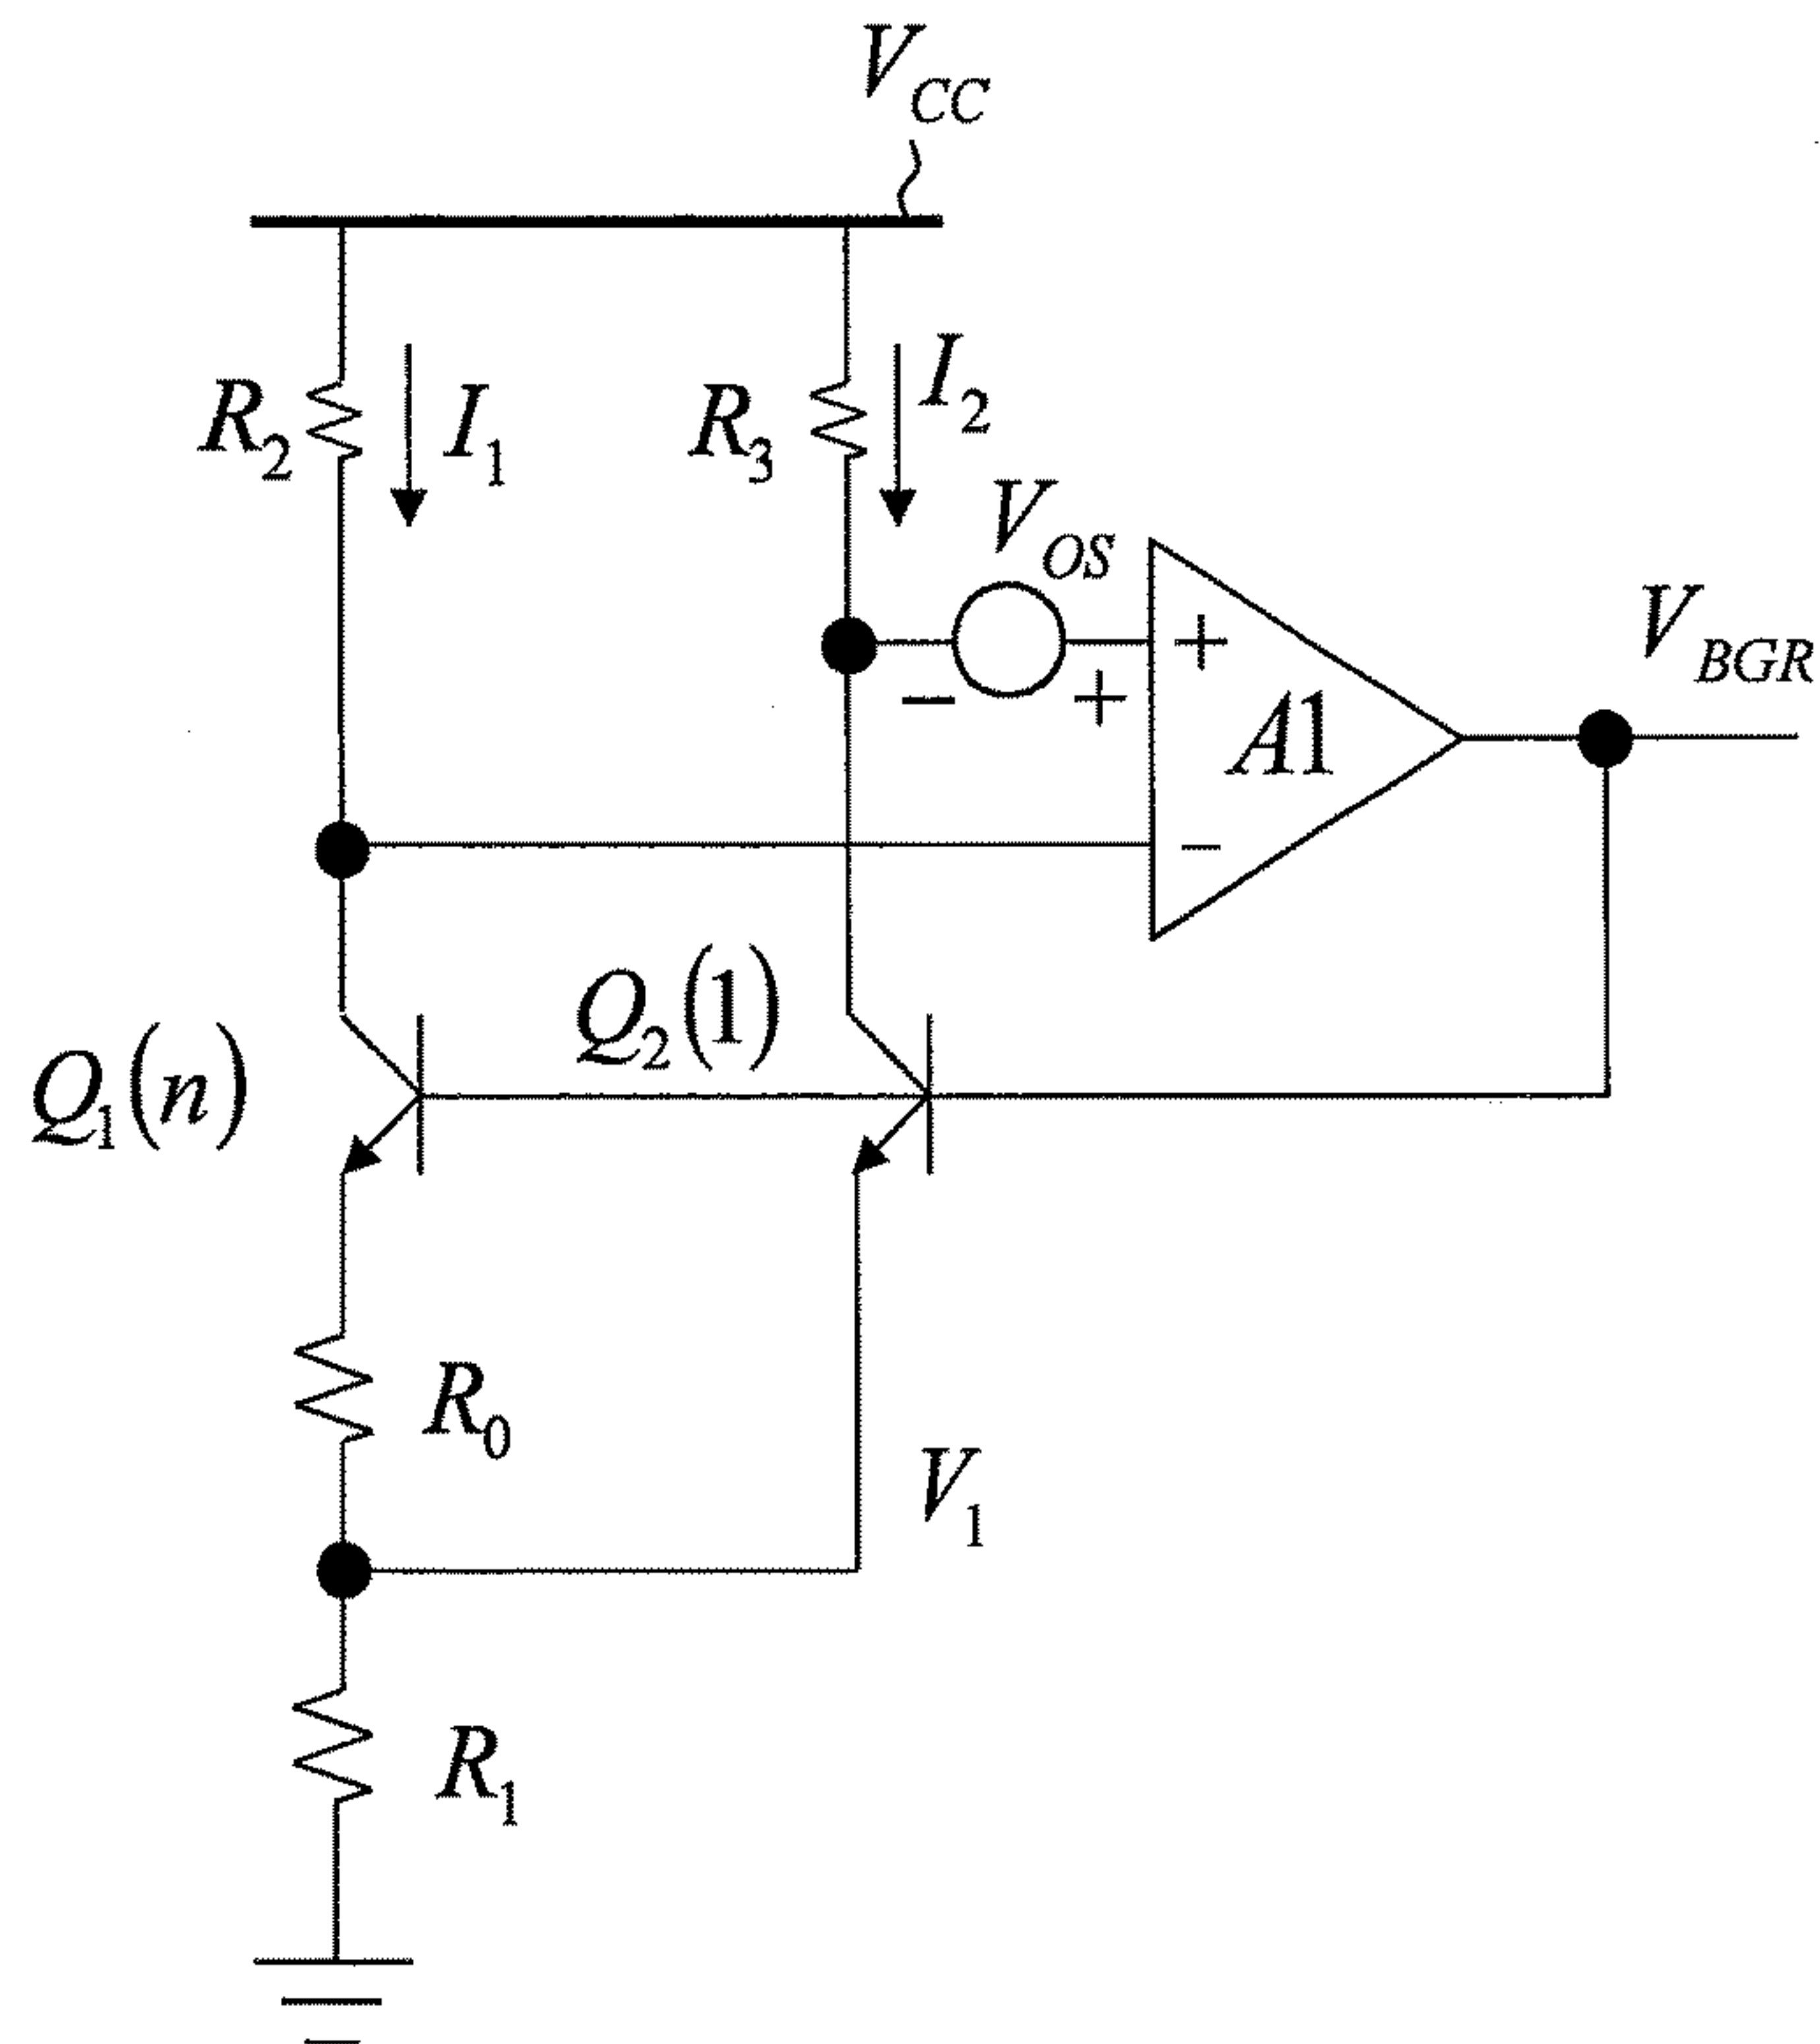 V_CC
R_2
I_1
R_3
I_2
V_OS
+
-
+
A1
-
V_BGR
Q_1(n)
Q_2(1)
R_0
V_1
R_1